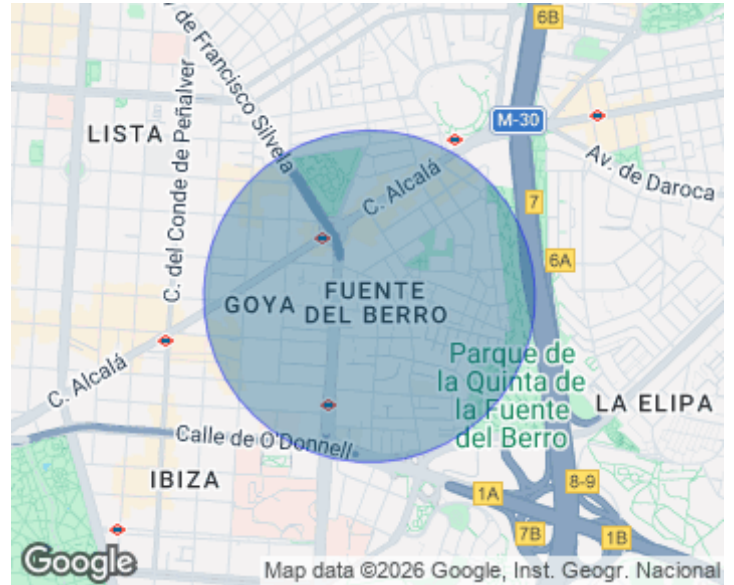 6B
C. de Francisco Silvela
LISTA
C. del Conde de Peñalver
M-30
Av. de Daroca
C. Alcalá
7
6A
GOYA
FUENTE
DEL BERRO
Parque de
la Quinta de
la Fuente
del Berro
LA ELIPA
C. Alcalá
Calle de O'Donnell
IBIZA
1A
8-9
7B
1B
Google
Map data ©2026 Google, Inst. Geogr. Nacional